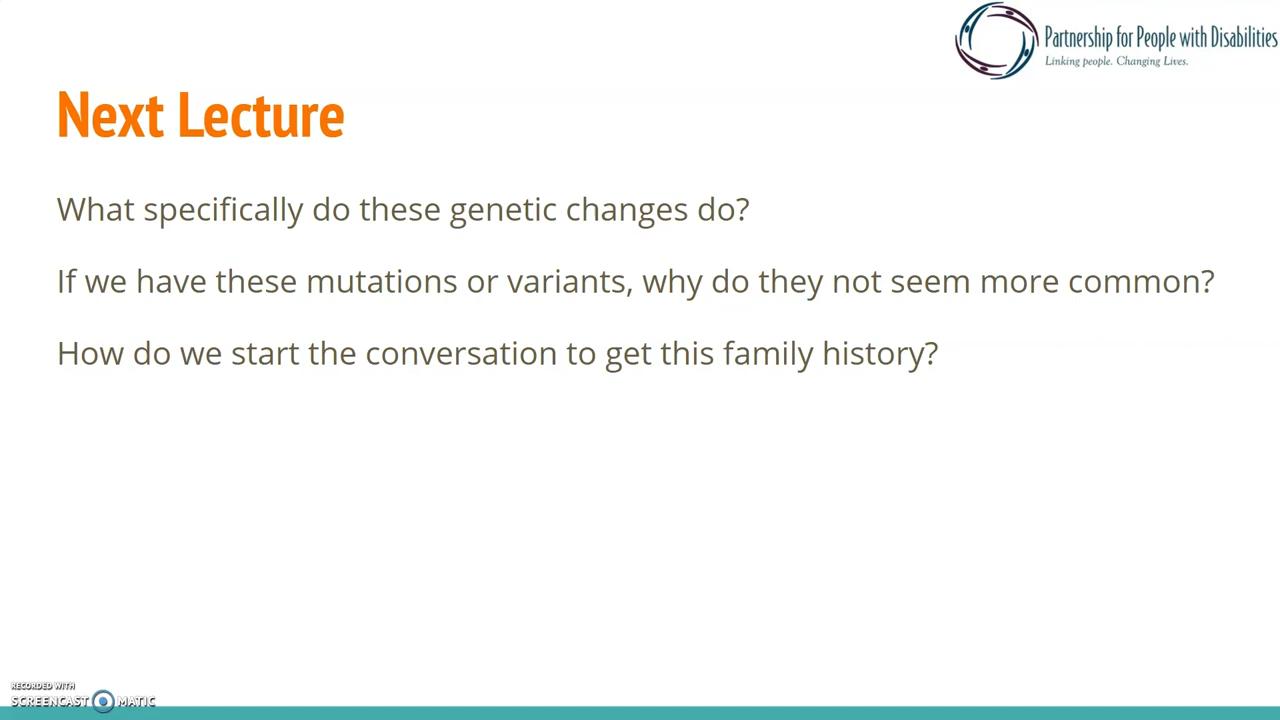 Partnership for People with Disabilities
Linking people. Changing Lives.
Next Lecture
What specifically do these genetic changes do?
If we have these mutations or variants, why do they not seem more common?
How do we start the conversation to get this family history?
RECORDED WITH
SCREENCAST MATIC